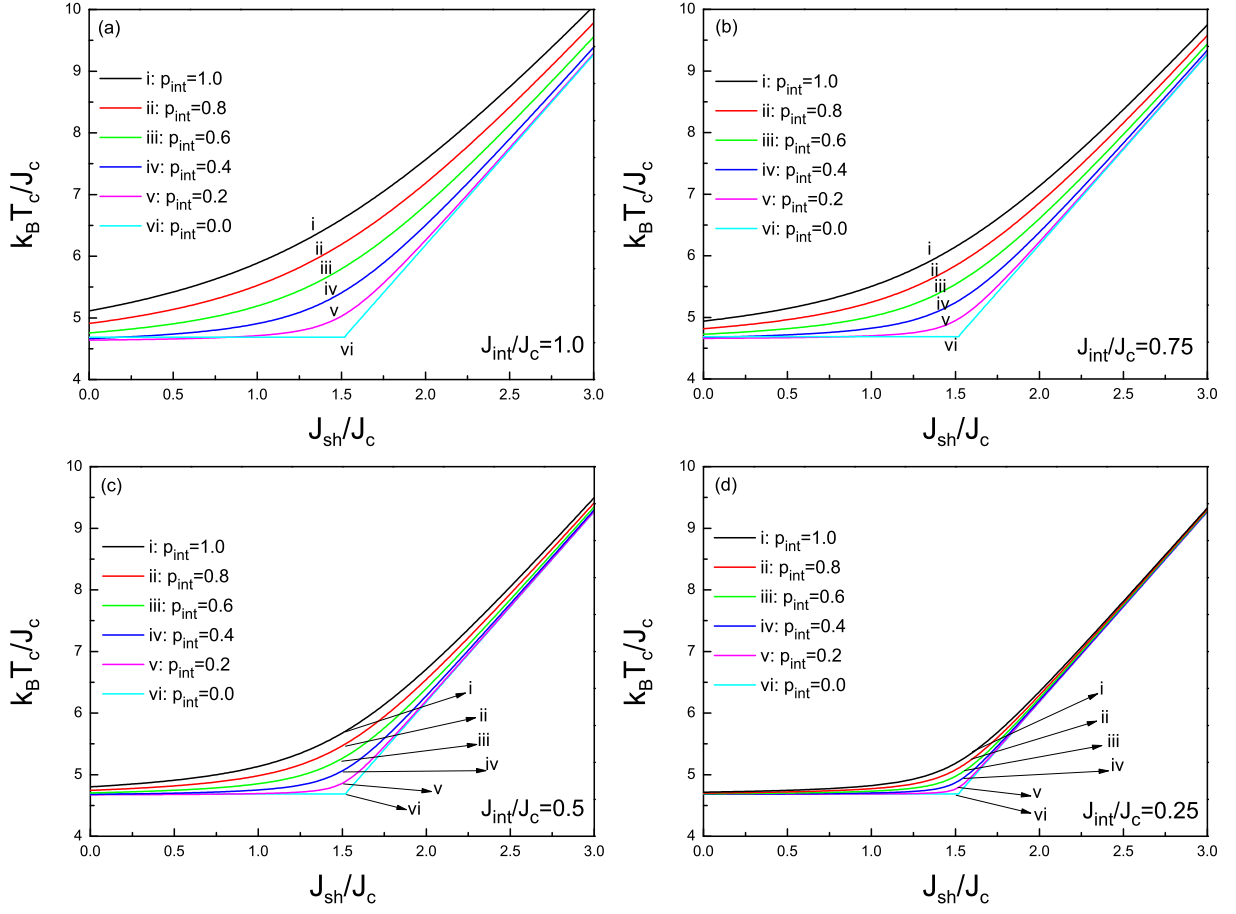 (a)
i: p_int=1.0
ii: p_int=0.8
iii: p_int=0.6
iv: p_int=0.4
v: p_int=0.2
vi: p_int=0.0
i
ii
iii
iv
v
vi
J_int/J_c=1.0
10
9
8
7
6
5
4
k_B T_c/J_c
0.0 0.5 1.0 1.5 2.0 2.5 3.0
J_sh/J_c
(b)
i: p_int=1.0
ii: p_int=0.8
iii: p_int=0.6
iv: p_int=0.4
v: p_int=0.2
vi: p_int=0.0
i
ii
iii
iv
v
vi
J_int/J_c=0.75
10
9
8
7
6
5
4
k_B T_c/J_c
0.0 0.5 1.0 1.5 2.0 2.5 3.0
J_sh/J_c
(c)
i: p_int=1.0
ii: p_int=0.8
iii: p_int=0.6
iv: p_int=0.4
v: p_int=0.2
vi: p_int=0.0
i
ii
iii
iv
v
vi
J_int/J_c=0.5
10
9
8
7
6
5
4
k_B T_c/J_c
0.0 0.5 1.0 1.5 2.0 2.5 3.0
J_sh/J_c
(d)
i: p_int=1.0
ii: p_int=0.8
iii: p_int=0.6
iv: p_int=0.4
v: p_int=0.2
vi: p_int=0.0
i
ii
iii
iv
v
vi
J_int/J_c=0.25
10
9
8
7
6
5
4
k_B T_c/J_c
0.0 0.5 1.0 1.5 2.0 2.5 3.0
J_sh/J_c